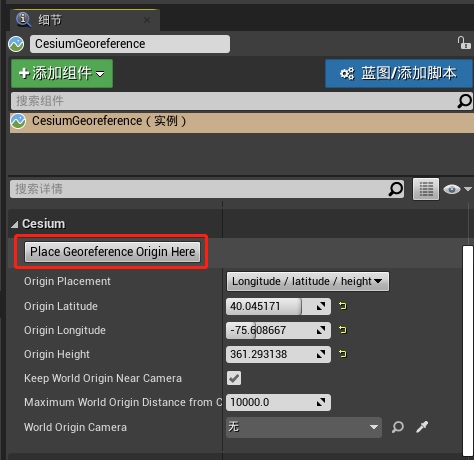 细节
CesiumGeoreference
添加组件
蓝图/添加脚本
搜索组件
CesiumGeoreference（实例）
搜索详情
Cesium
Place Georeference Origin Here
Origin Placement
Longitude / latitude / height
Origin Latitude
40.045171
Origin Longitude
-75.608667
Origin Height
361.293138
Keep World Origin Near Camera
Maximum World Origin Distance from C
10000.0
World Origin Camera
无